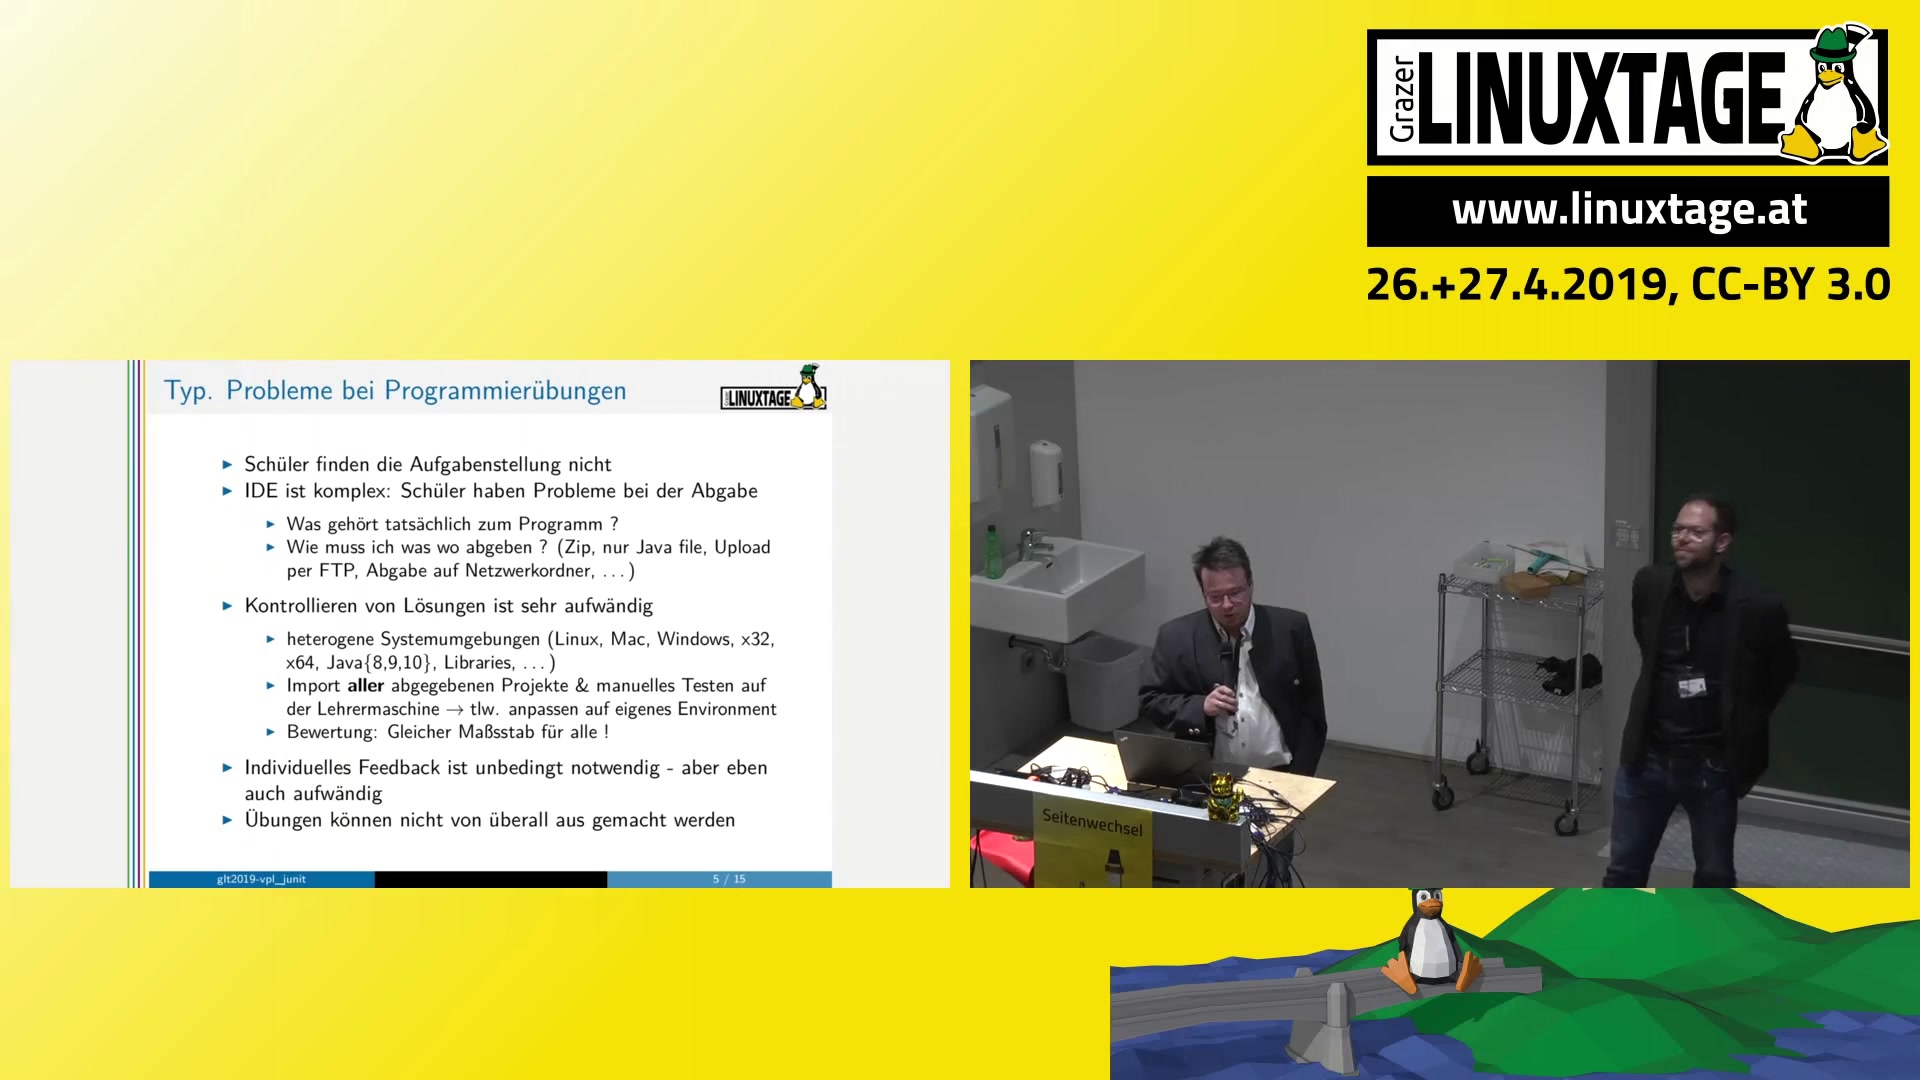 Grazer
LINUXTAGE
www.linuxtage.at
26.+27.4.2019, CC-BY 3.0
Typ. Probleme bei Programmierübungen
LINUXTAGE
Schüler finden die Aufgabenstellung nicht
IDE ist komplex: Schüler haben Probleme bei der Abgabe
Was gehört tatsächlich zum Programm ?
Wie muss ich was wo abgeben ? (Zip, nur Java file, Upload
per FTP, Abgabe auf Netzwerkordner, ...)
Kontrollieren von Lösungen ist sehr aufwändig
heterogene Systemumgebungen (Linux, Mac, Windows, x32,
x64, Java{8,9,10}, Libraries, ...)
Import aller abgegebenen Projekte & manuelles Testen auf
der Lehrermaschine → tlw. anpassen auf eigenes Environment
Bewertung: Gleicher Maßsstab für alle !
Individuelles Feedback ist unbedingt notwendig - aber eben
auch aufwändig
Übungen können nicht von überall aus gemacht werden
glt2019-vpl_junit
5 / 15
Seitenwechsel